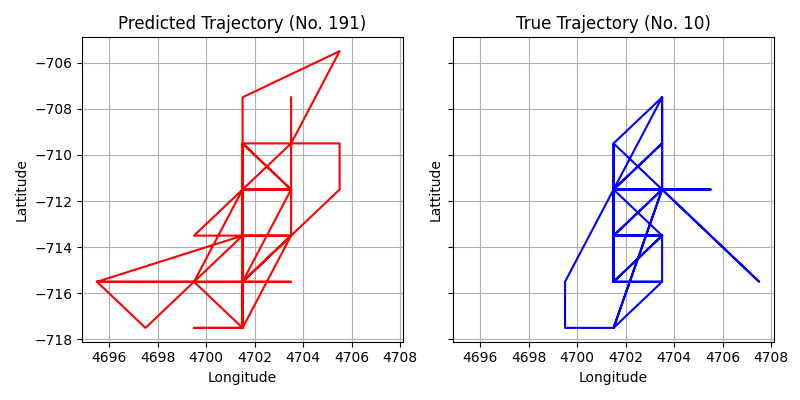 Predicted Trajectory (No. 191)
−706
−708
−710
−712
−714
−716
−718
Lattitude
4696 4698 4700 4702 4704 4706 4708
Longitude
True Trajectory (No. 10)
Lattitude
4696 4698 4700 4702 4704 4706 4708
Longitude